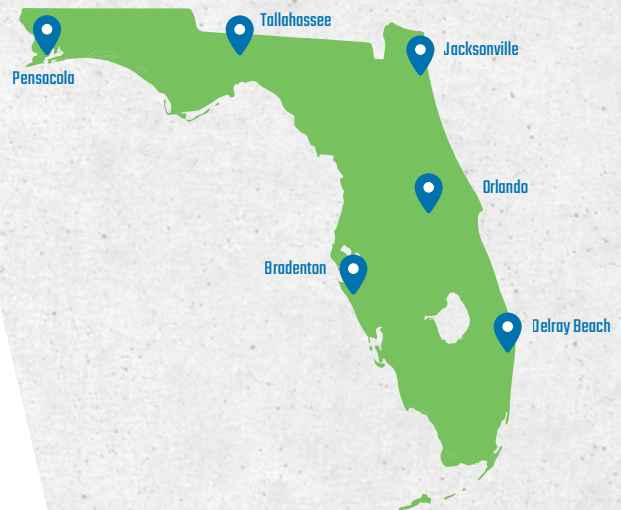 Tallahassee
Jacksonville
Pensacola
Orlando
Bradenton
Delray Beach